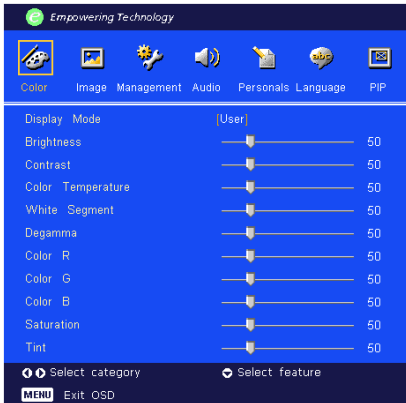 e Empowering Technology
abc
Color Image Management Audio Personals Language PIP
Display Mode [User]
Brightness 50
Contrast 50
Color Temperature 50
White Segment 50
Degamma 50
Color R 50
Color G 50
Color B 50
Saturation 50
Tint 50
Select category Select feature
MENU Exit OSD